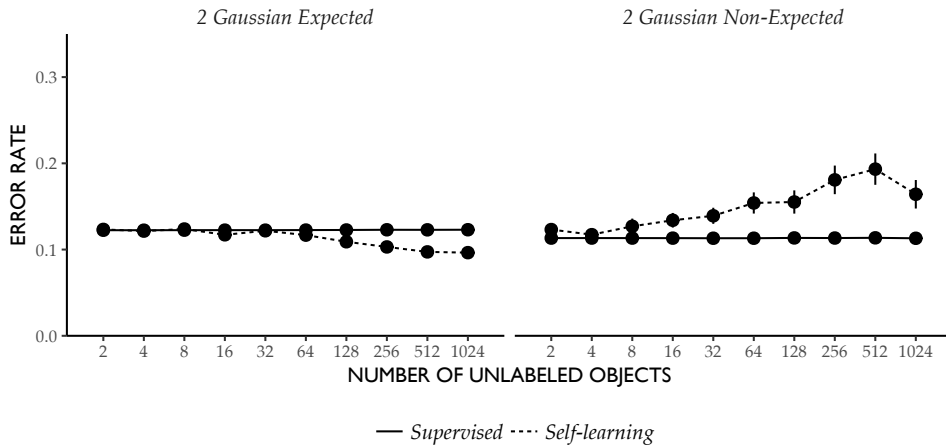 2 Gaussian Expected
2 Gaussian Non-Expected
ERROR RATE
0.3
0.2
0.1
0.0
2 4 8 16 32 64 128 256 512 1024
2 4 8 16 32 64 128 256 512 1024
NUMBER OF UNLABELED OBJECTS
Supervised Self-learning